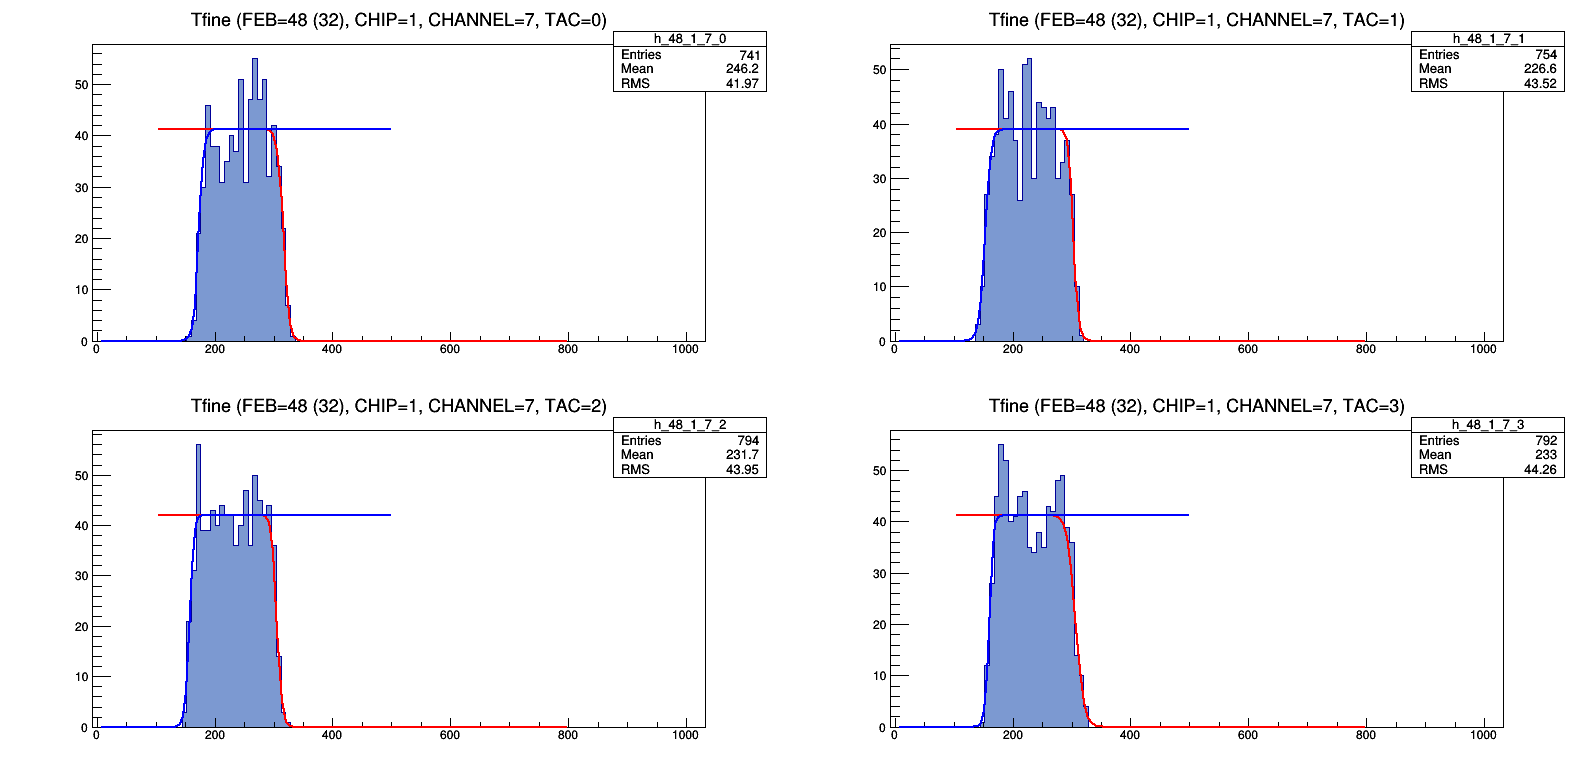 Tfine (FEB=48 (32), CHIP=1, CHANNEL=7, TAC=0)
h_48_1_7_0
Entries 741
Mean 246.2
RMS 41.97
50
40
30
20
10
0
0 200 400 600 800 1000
Tfine (FEB=48 (32), CHIP=1, CHANNEL=7, TAC=1)
h_48_1_7_1
Entries 754
Mean 226.6
RMS 43.52
50
40
30
20
10
0
0 200 400 600 800 1000
Tfine (FEB=48 (32), CHIP=1, CHANNEL=7, TAC=2)
h_48_1_7_2
Entries 794
Mean 231.7
RMS 43.95
50
40
30
20
10
0
0 200 400 600 800 1000
Tfine (FEB=48 (32), CHIP=1, CHANNEL=7, TAC=3)
h_48_1_7_3
Entries 792
Mean 233
RMS 44.26
50
40
30
20
10
0
0 200 400 600 800 1000